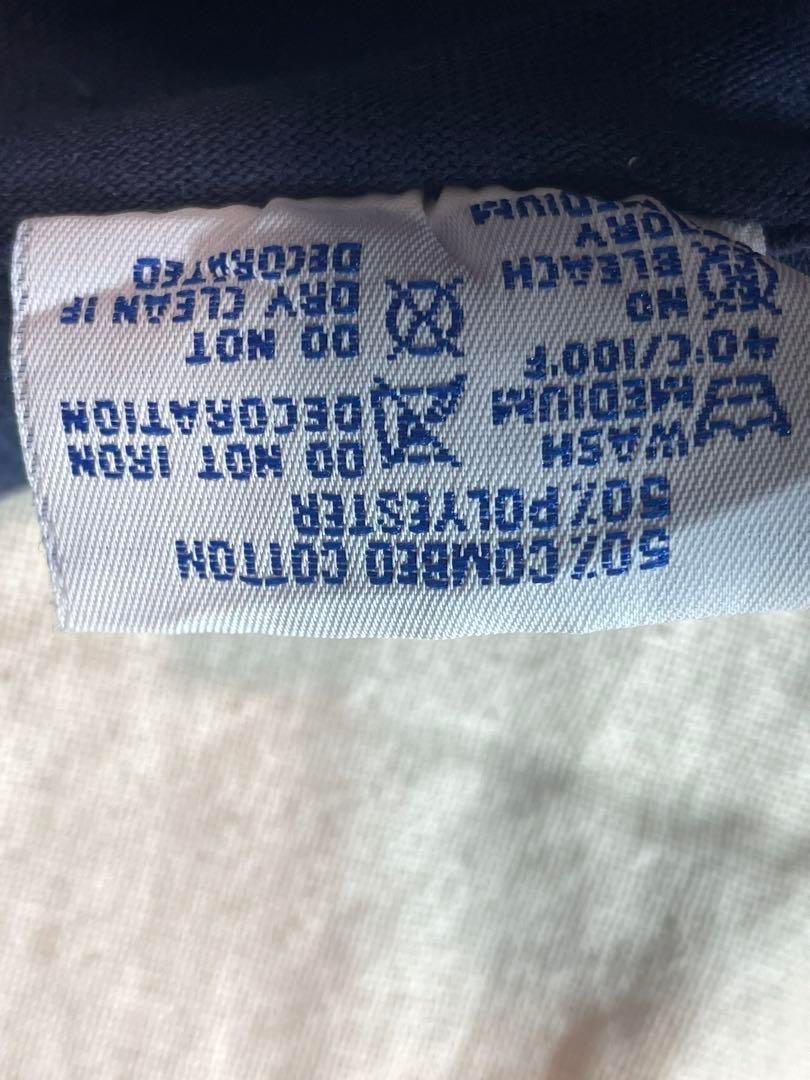 50% COMBED COTTON
50% POLYESTER
WASH
MEDIUM
40°C/100°F
NO
BLEACH
DRY
MEDIUM
DO NOT IRON
DECORATION
DO NOT
DRY CLEAN IF
DECORATED